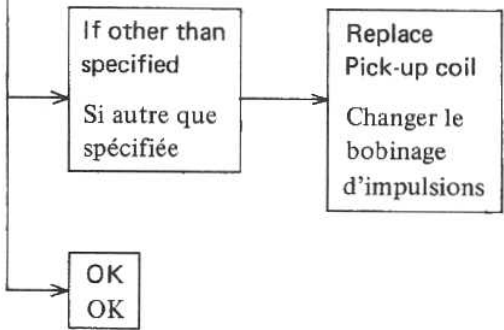 If other than
specified
Si autre que
spécifiée
Replace
Pick-up coil
Changer le
bobinage
d'impulsions
OK
OK